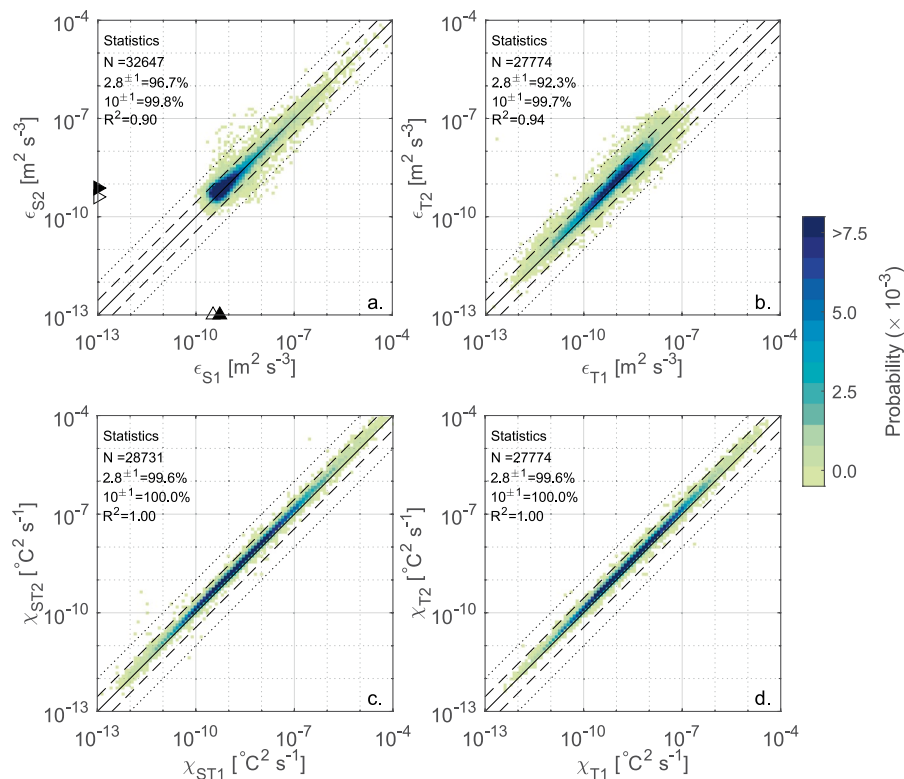 10^-4
Statistics
N =32647
2.8^±1=96.7%
10^±1=99.8%
R^2=0.90
10^-7
ϵ_S2 [m^2 s^-3]
10^-10
10^-13
a.
10^-13 10^-10 10^-7 10^-4
ϵ_S1 [m^2 s^-3]
10^-4
Statistics
N =27774
2.8^±1=92.3%
10^±1=99.7%
R^2=0.94
10^-7
ϵ_T2 [m^2 s^-3]
10^-10
10^-13
b.
10^-13 10^-10 10^-7 10^-4
ϵ_T1 [m^2 s^-3]
>7.5
5.0
2.5
0.0
Probability (× 10^-3)
10^-4
Statistics
N =28731
2.8^±1=99.6%
10^±1=100.0%
R^2=1.00
10^-7
χ_ST2 [°C^2 s^-1]
10^-10
10^-13
c.
10^-13 10^-10 10^-7 10^-4
χ_ST1 [°C^2 s^-1]
10^-4
Statistics
N =27774
2.8^±1=99.6%
10^±1=100.0%
R^2=1.00
10^-7
χ_T2 [°C^2 s^-1]
10^-10
10^-13
d.
10^-13 10^-10 10^-7 10^-4
χ_T1 [°C^2 s^-1]